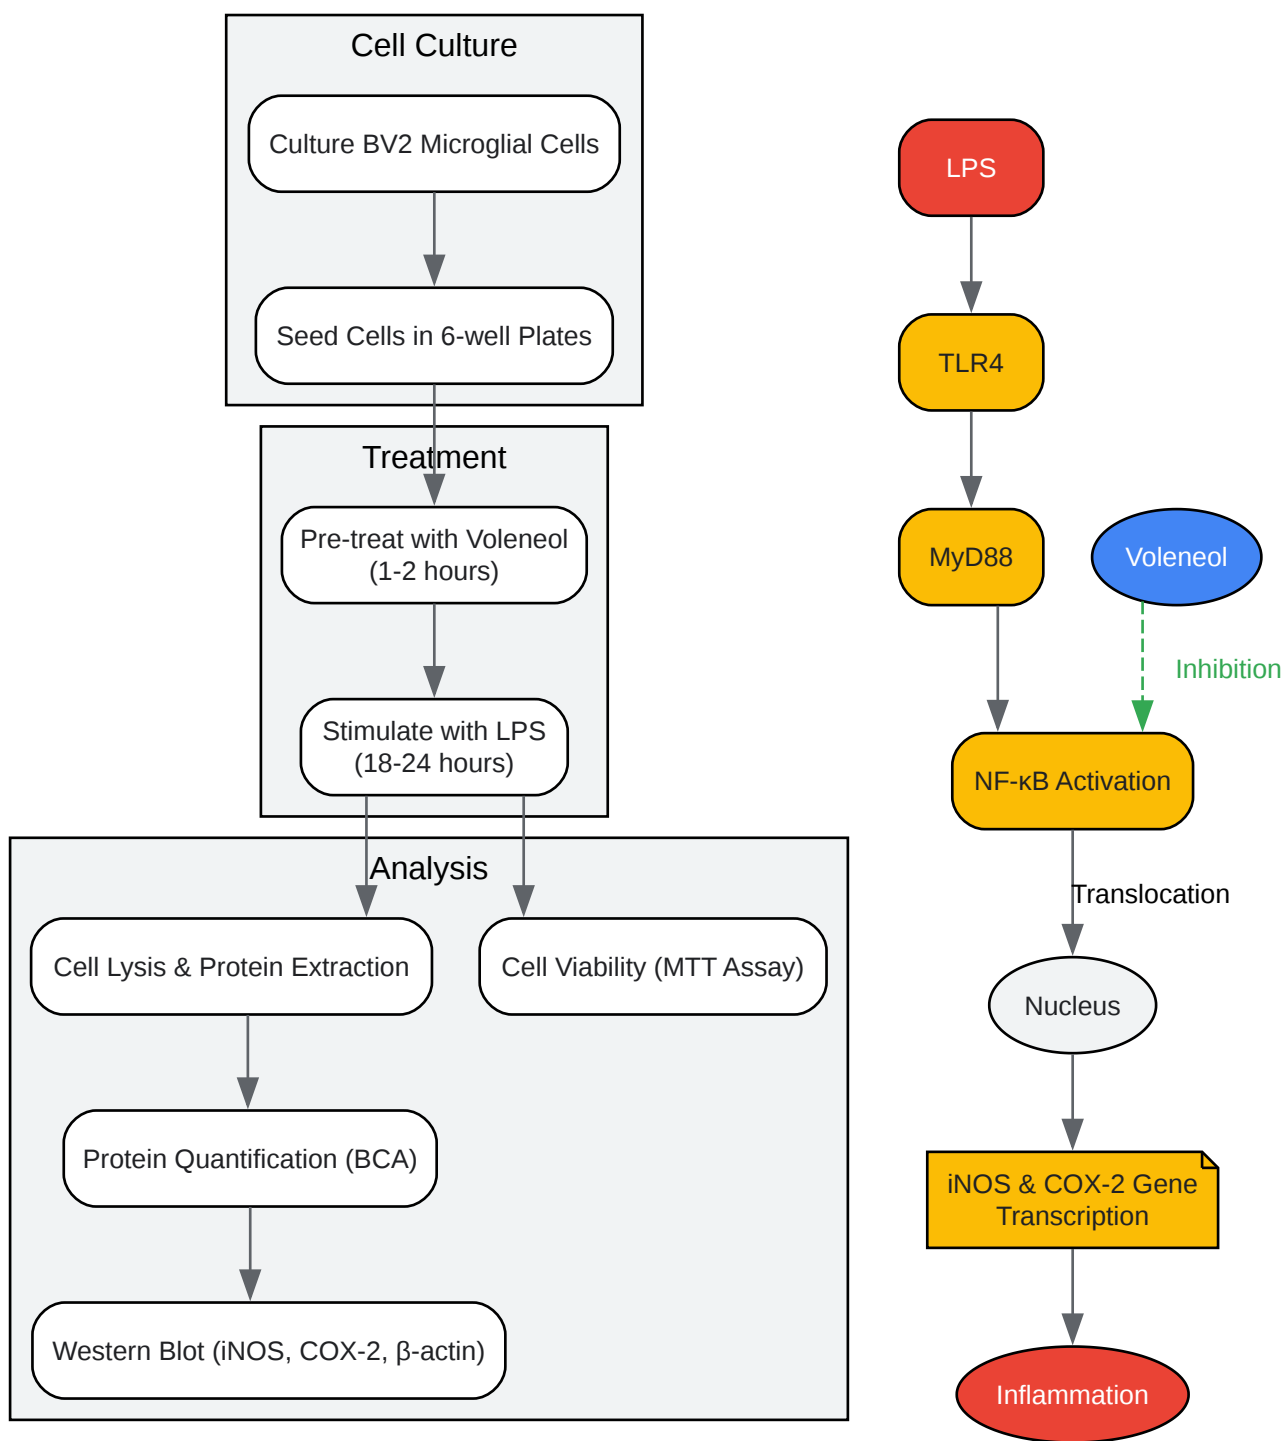 Cell Culture
Culture BV2 Microglial Cells
Seed Cells in 6-well Plates
Treatment
Pre-treat with Voleneol
(1-2 hours)
Stimulate with LPS
(18-24 hours)
Analysis
Cell Lysis & Protein Extraction
Cell Viability (MTT Assay)
Protein Quantification (BCA)
Western Blot (iNOS, COX-2, β-actin)
LPS
TLR4
MyD88
Voleneol
Inhibition
NF-κB Activation
Translocation
Nucleus
iNOS & COX-2 Gene
Transcription
Inflammation